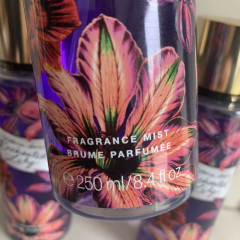 FRAGRANCE MIST
BRUME PARFUMÉE
℮ 250 ml/8.4 fl oz